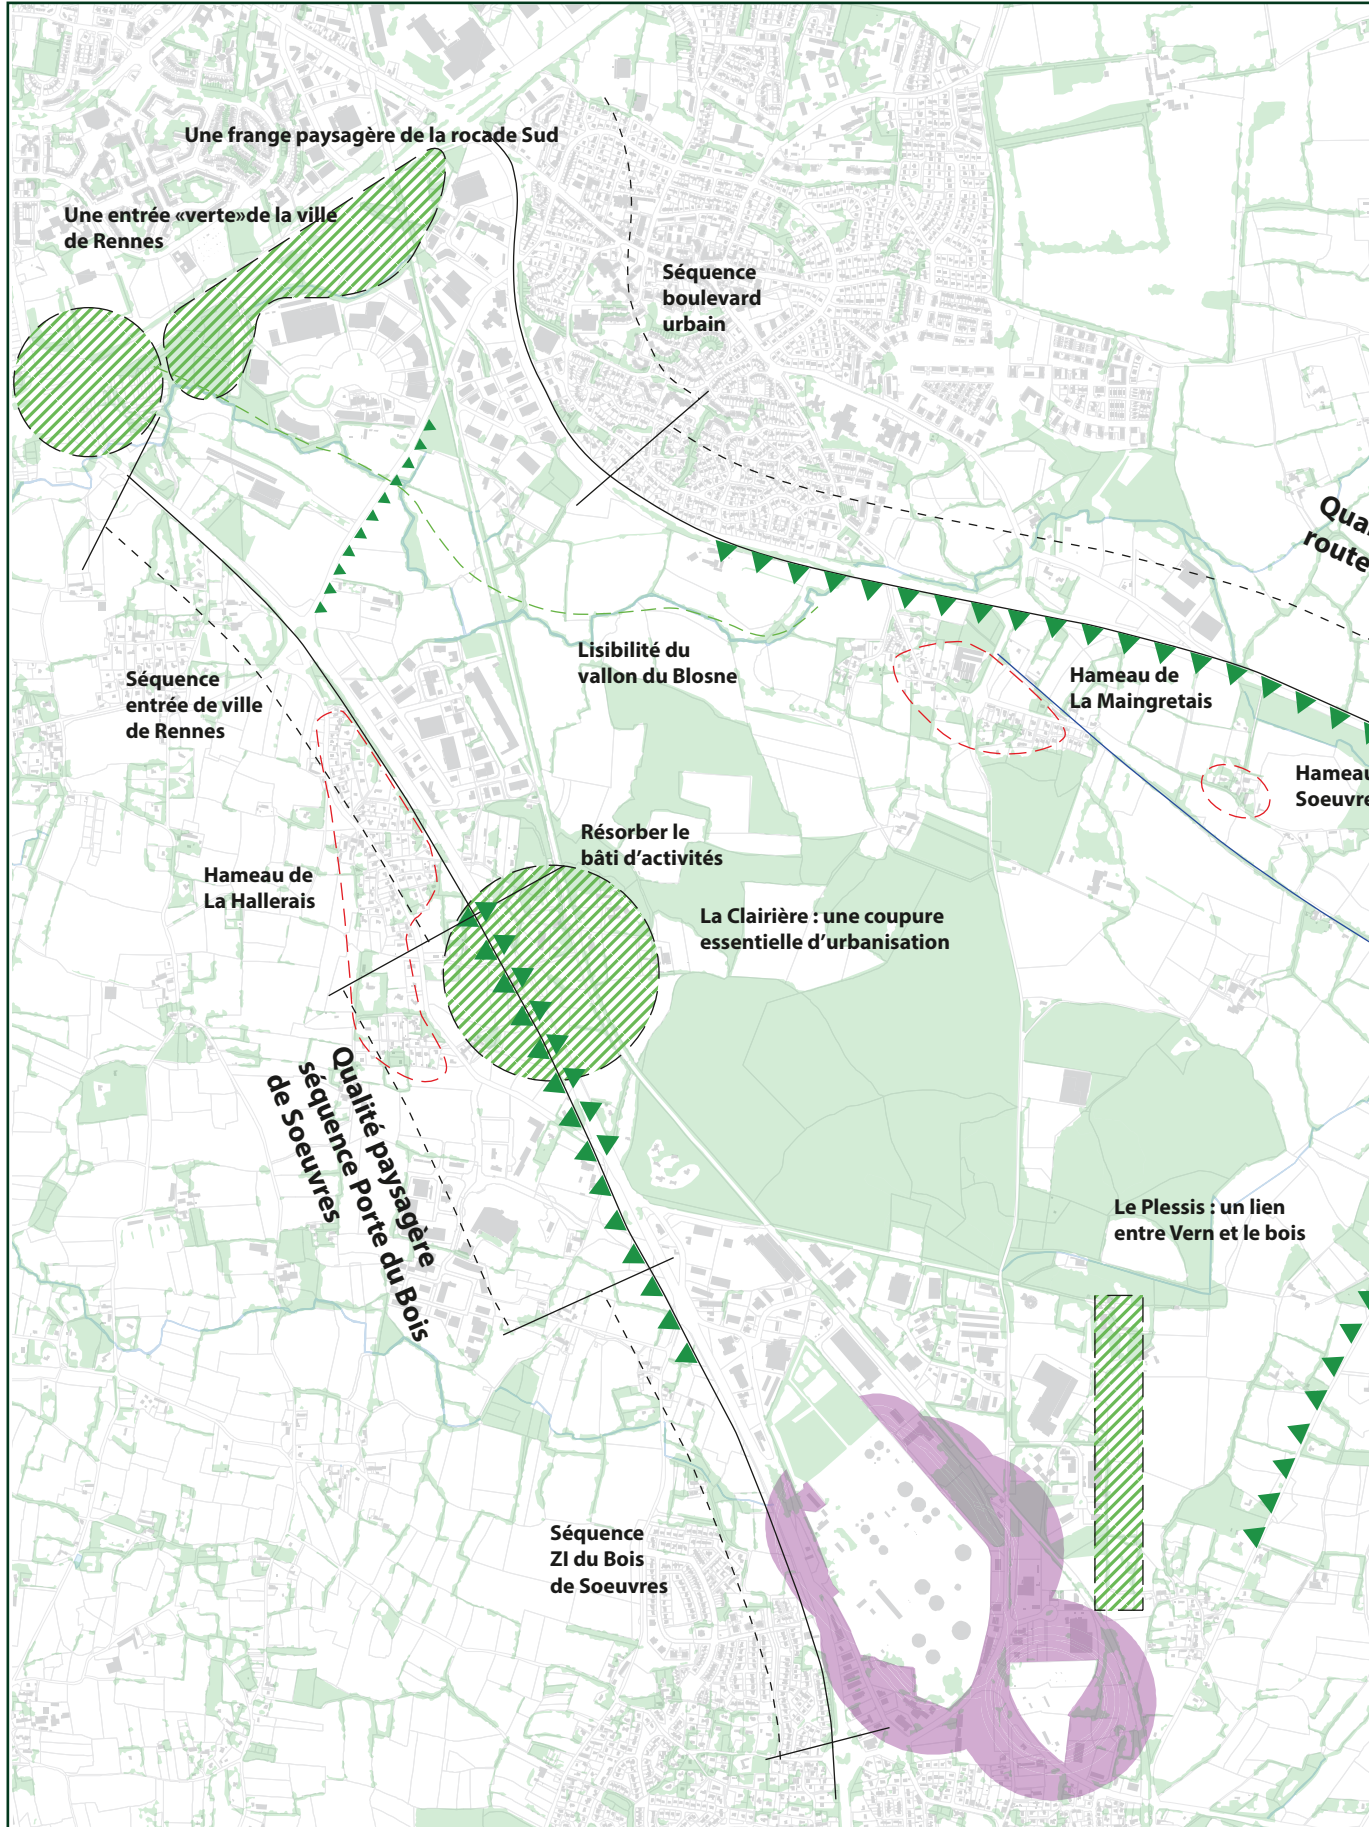 Une frange paysagère de la rocade Sud
Une entrée «verte»de la ville
de Rennes
Séquence
boulevard
urbain
Qua
route
Lisibilité du
vallon du Blosne
Séquence
entrée de ville
de Rennes
Hameau de
La Maingretais
Hameau
Soeuvre
Résorber le
bâti d'activités
Hameau de
La Hallerais
La Clairière : une coupure
essentielle d'urbanisation
Qualité paysagère
séquence Porte du Bois
de Soeuvres
Le Plessis : un lien
entre Vern et le bois
Séquence
ZI du Bois
de Soeuvres